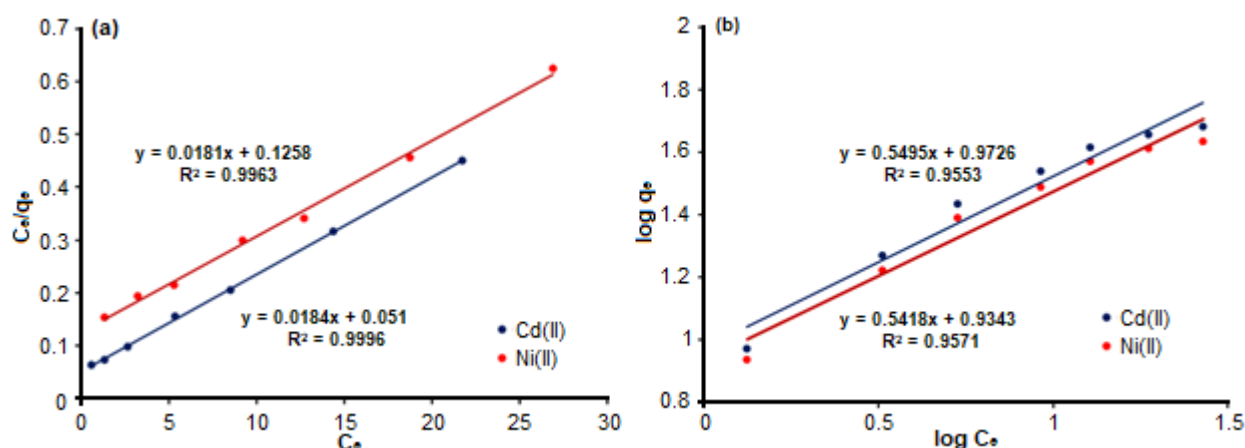 (a)
0.7
0.6
0.5
0.4
0.3
0.2
0.1
0
Cₑ/qₑ
y = 0.0181x + 0.1258
R² = 0.9963
y = 0.0184x + 0.051
R² = 0.9996
Cd(II)
Ni(II)
0 5 10 15 20 25 30
Cₑ
(b)
2
1.8
1.6
1.4
1.2
1
0.8
log qₑ
y = 0.5495x + 0.9726
R² = 0.9553
y = 0.5418x + 0.9343
R² = 0.9571
Cd(II)
Ni(II)
0 0.5 1 1.5
log Cₑ